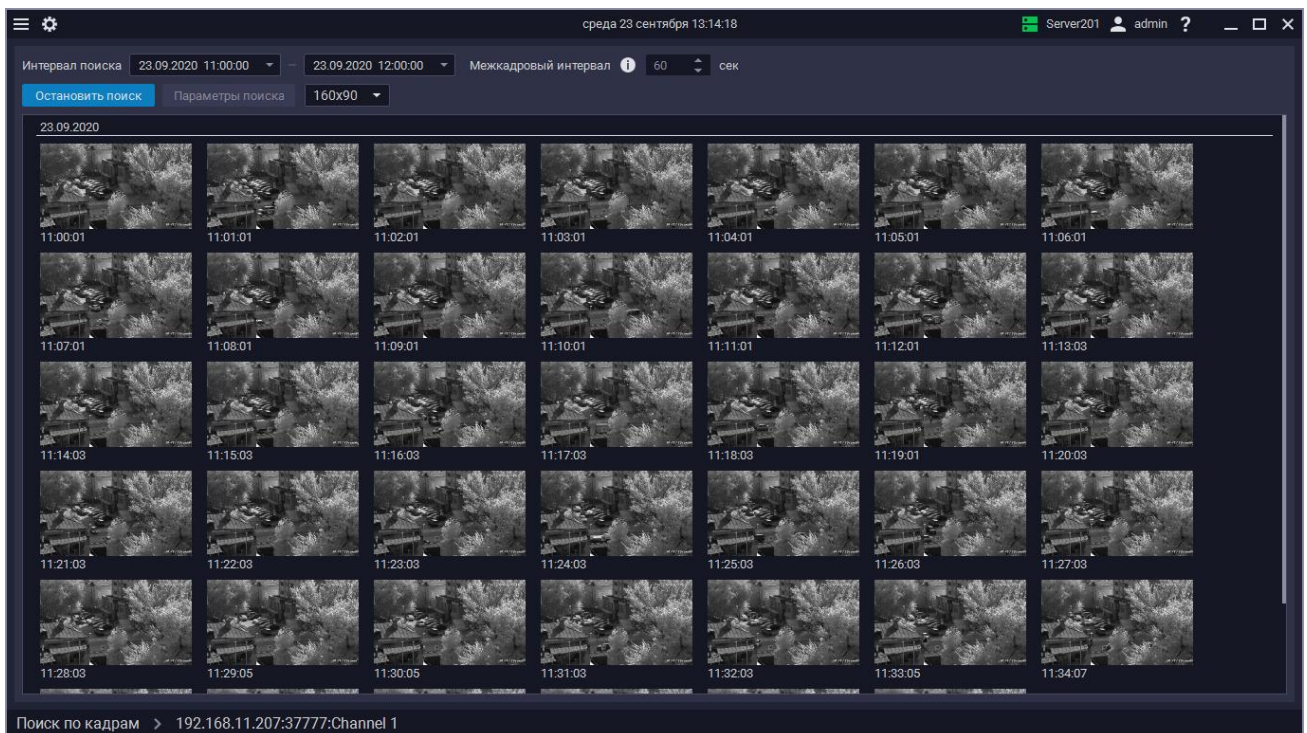 среда 23 сентября 13:14:18 Server201 admin ?
Интервал поиска 23.09.2020 11:00:00 – 23.09.2020 12:00:00 Межкадровый интервал i 60 сек
Остановить поиск Параметры поиска 160x90
23.09.2020
11:00:01 11:01:01 11:02:01 11:03:01 11:04:01 11:05:01 11:06:01
11:07:01 11:08:01 11:09:01 11:10:01 11:11:01 11:12:01 11:13:03
11:14:03 11:15:03 11:16:03 11:17:03 11:18:03 11:19:01 11:20:03
11:21:03 11:22:03 11:23:03 11:24:03 11:25:03 11:26:03 11:27:03
11:28:03 11:29:05 11:30:05 11:31:03 11:32:03 11:33:05 11:34:07
Поиск по кадрам > 192.168.11.207:37777:Channel 1